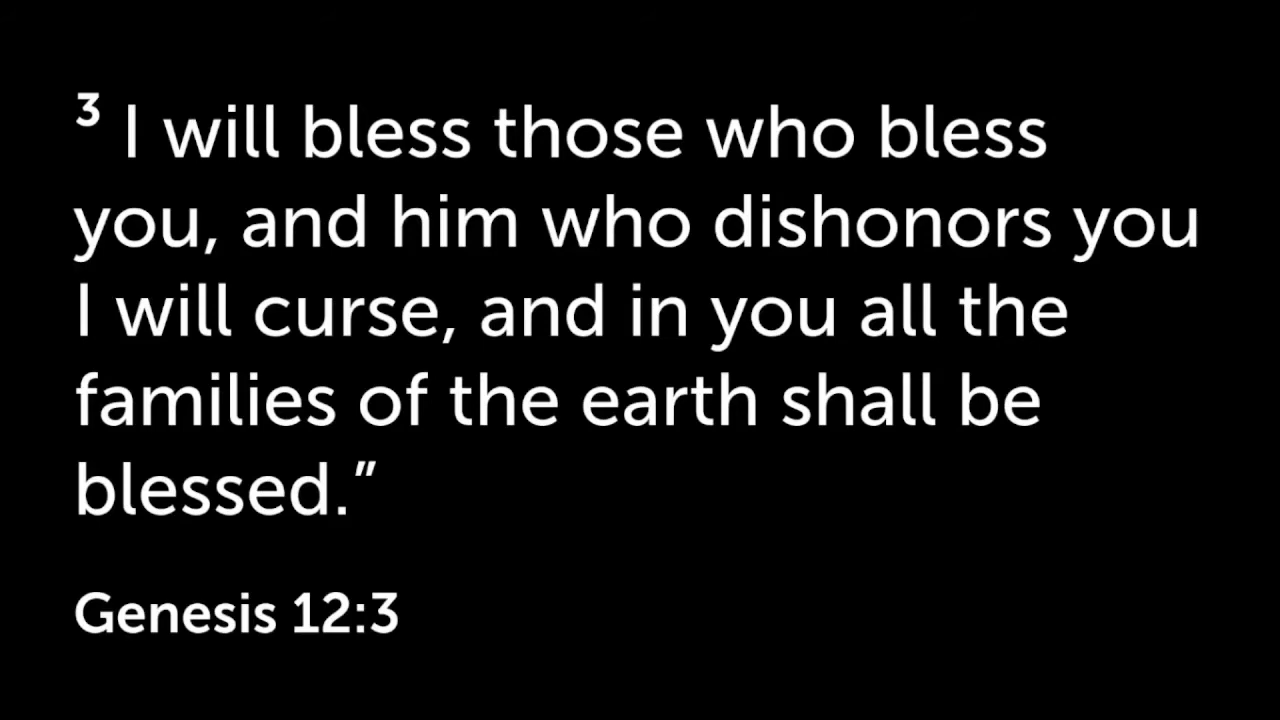 ³ I will bless those who bless
you, and him who dishonors you
I will curse, and in you all the
families of the earth shall be
blessed.”
Genesis 12:3